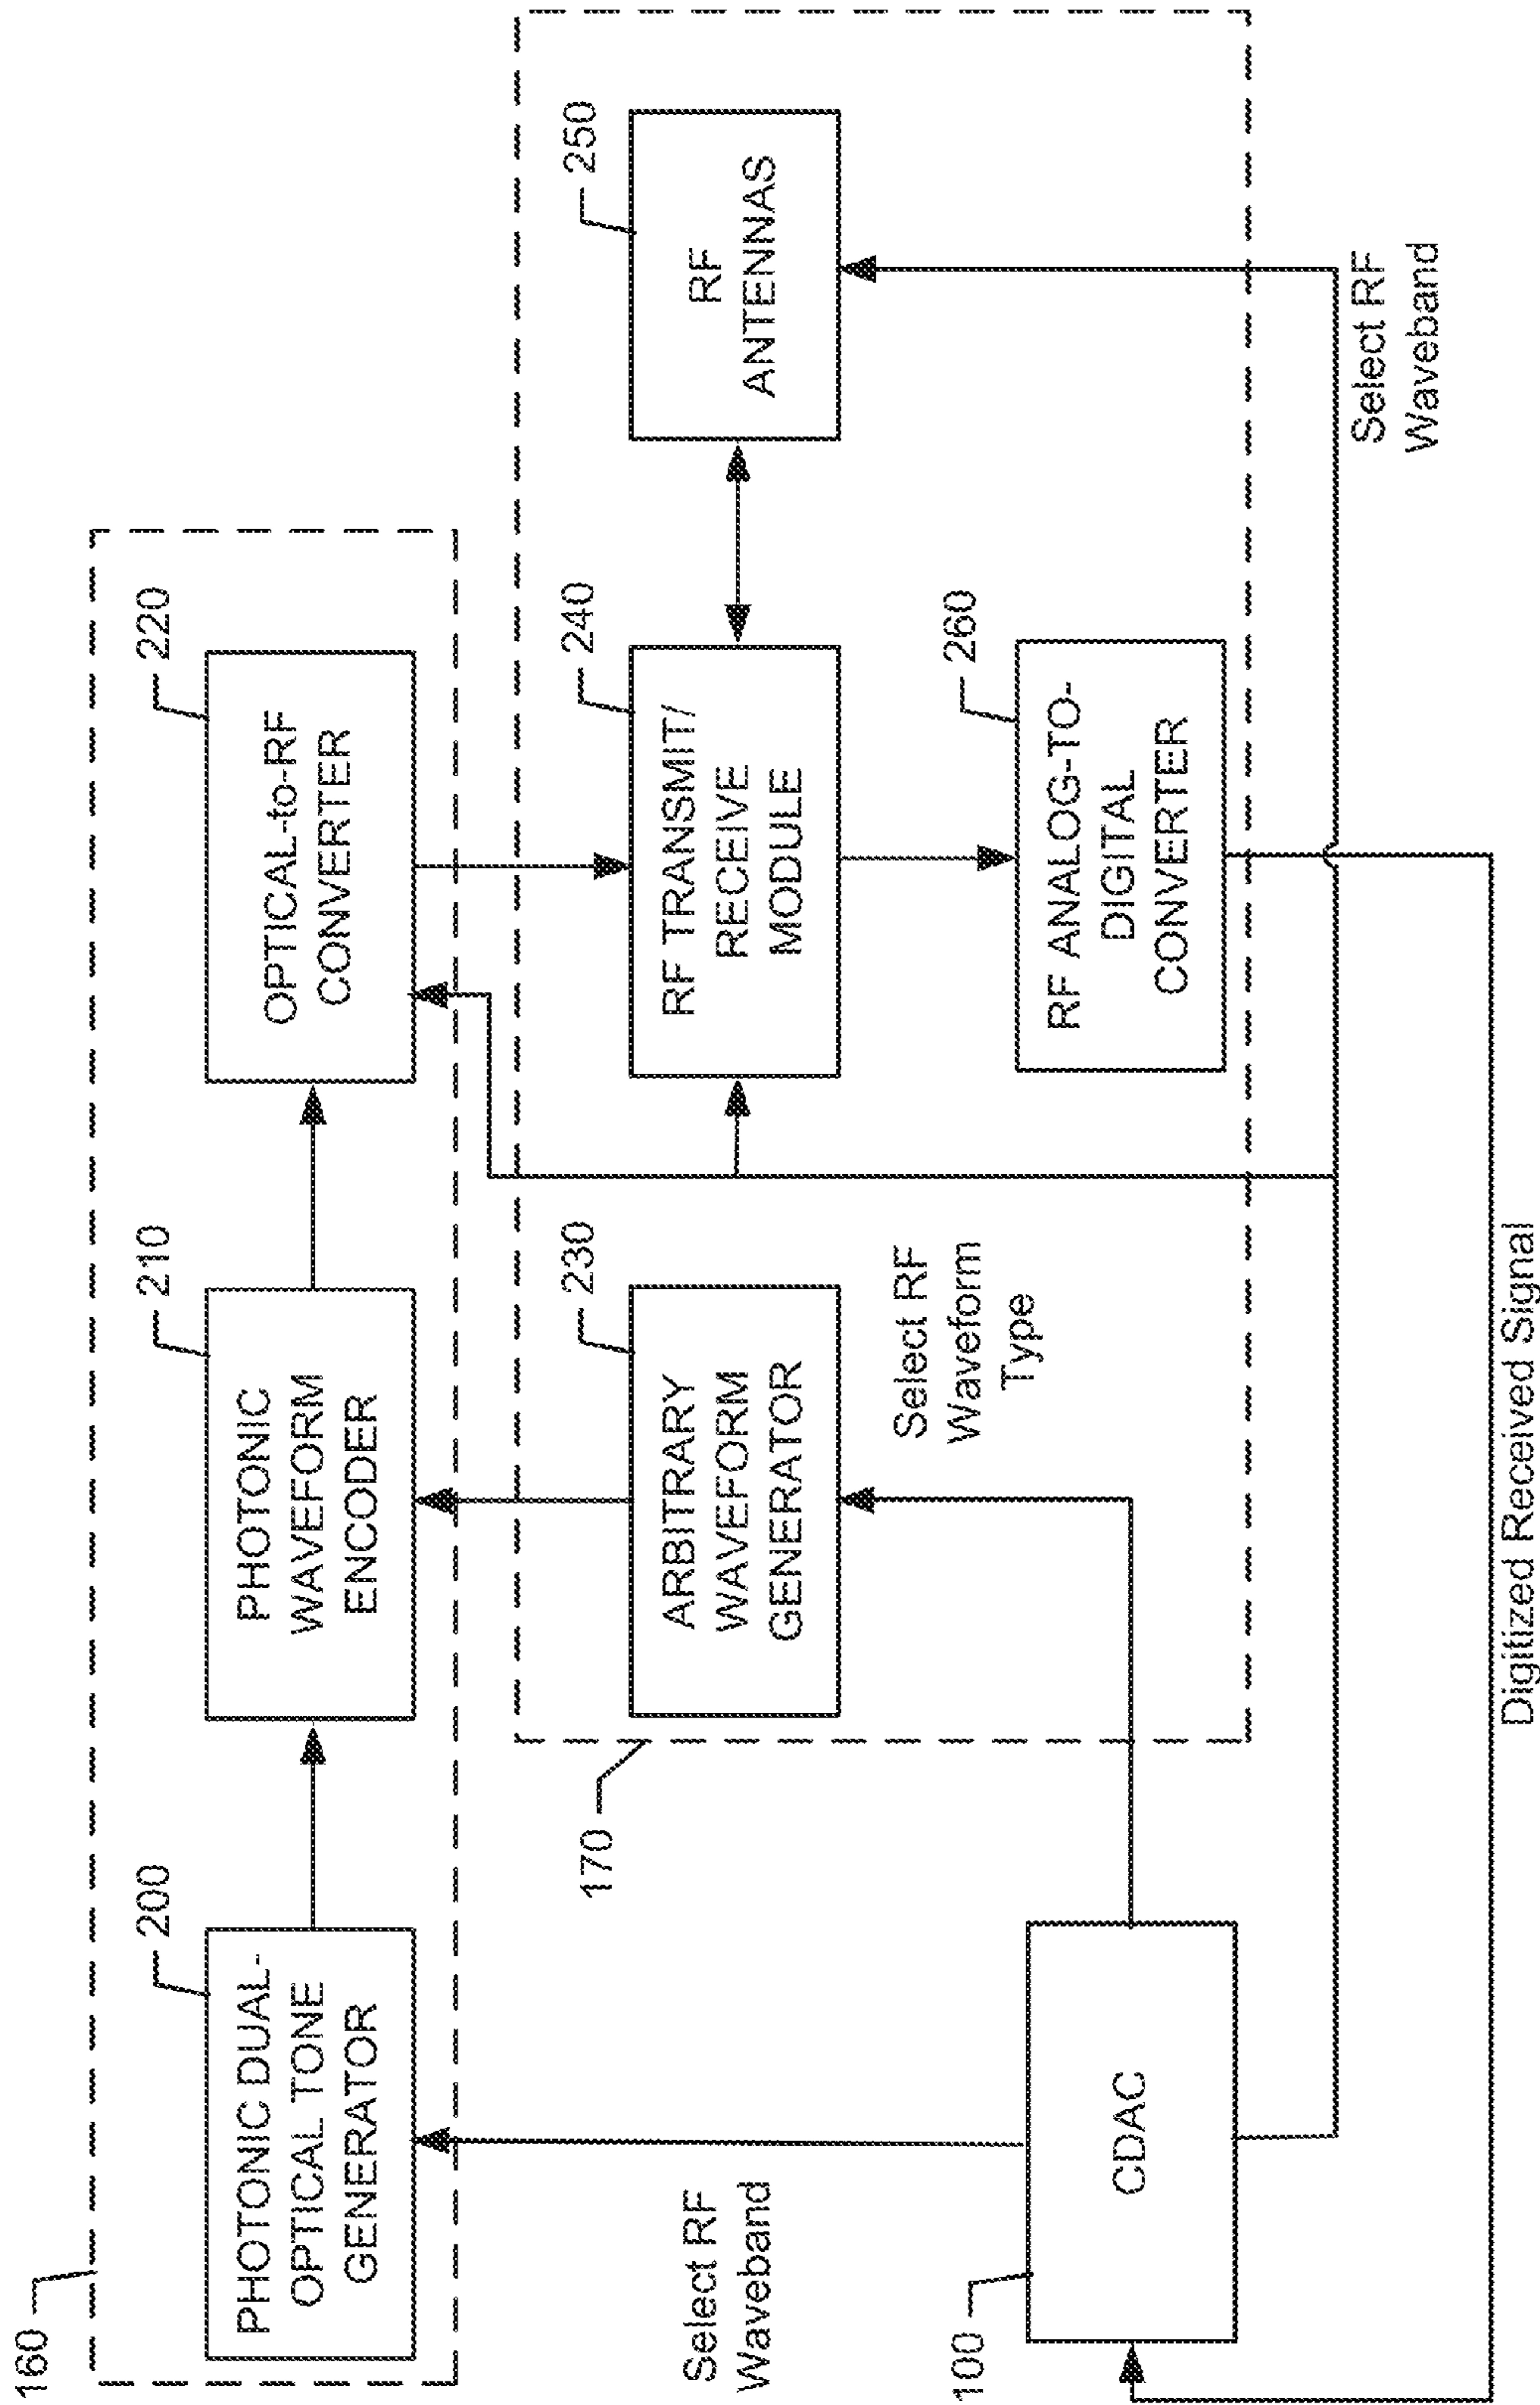 160
200
PHOTONIC DUAL-
OPTICAL TONE
GENERATOR
210
PHOTONIC
WAVEFORM
ENCODER
220
OPTICAL-to-RF
CONVERTER
170
230
ARBITRARY
WAVEFORM
GENERATOR
240
RF TRANSMIT/
RECEIVE
MODULE
250
RF
ANTENNAS
Select RF
Waveband
Select RF
Waveform
Type
260
RF ANALOG-TO-
DIGITAL
CONVERTER
100
CDAC
Select RF
Waveband
Digitized Received Signal